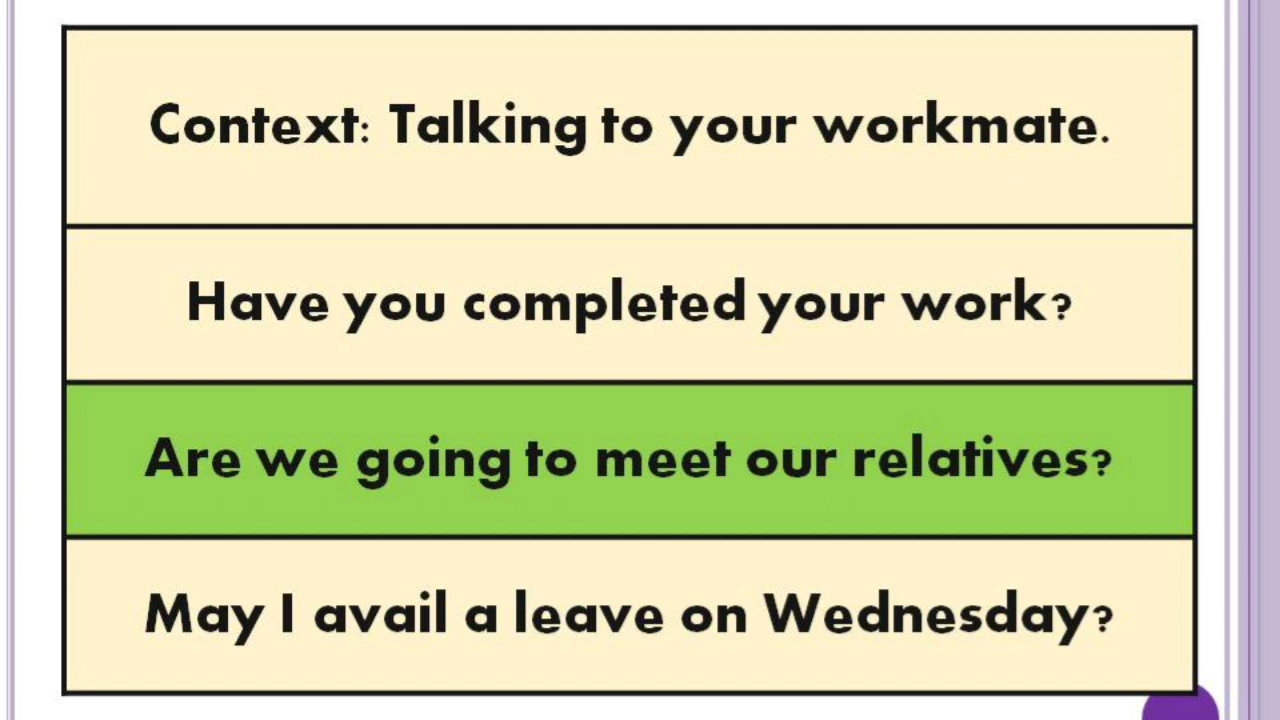 Context: Talking to your workmate.
Have you completed your work?
Are we going to meet our relatives?
May I avail a leave on Wednesday?